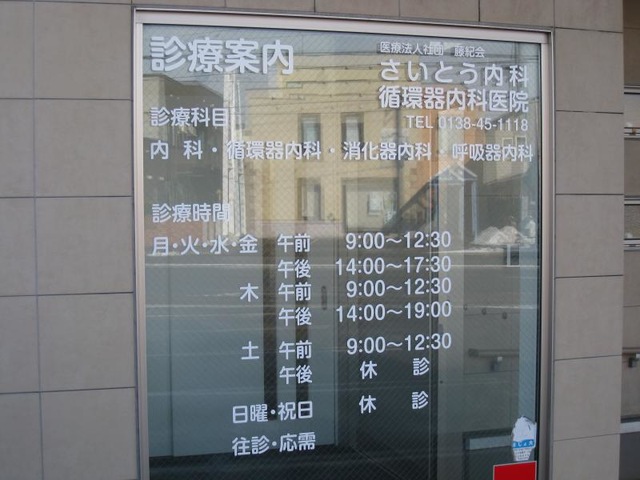 診療案内
医療法人社団 藤紀会
さいとう内科
循環器内科医院
TEL 0138-45-1118
診療科目
内科・循環器内科・消化器内科・呼吸器内科
診療時間
月・火・水・金 午前 9:00〜12:30
午後 14:00〜17:30
木 午前 9:00〜12:30
午後 14:00〜19:00
土 午前 9:00〜12:30
午後 休診
日曜・祝日 休診
往診・応需